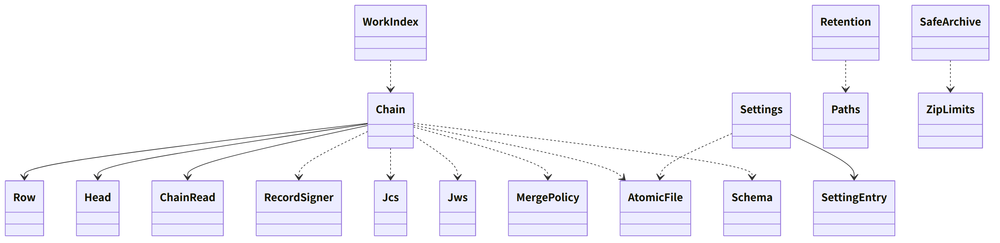 WorkIndex
Retention
SafeArchive
Chain
Settings
Paths
ZipLimits
Row
Head
ChainRead
RecordSigner
Jcs
Jws
MergePolicy
AtomicFile
Schema
SettingEntry